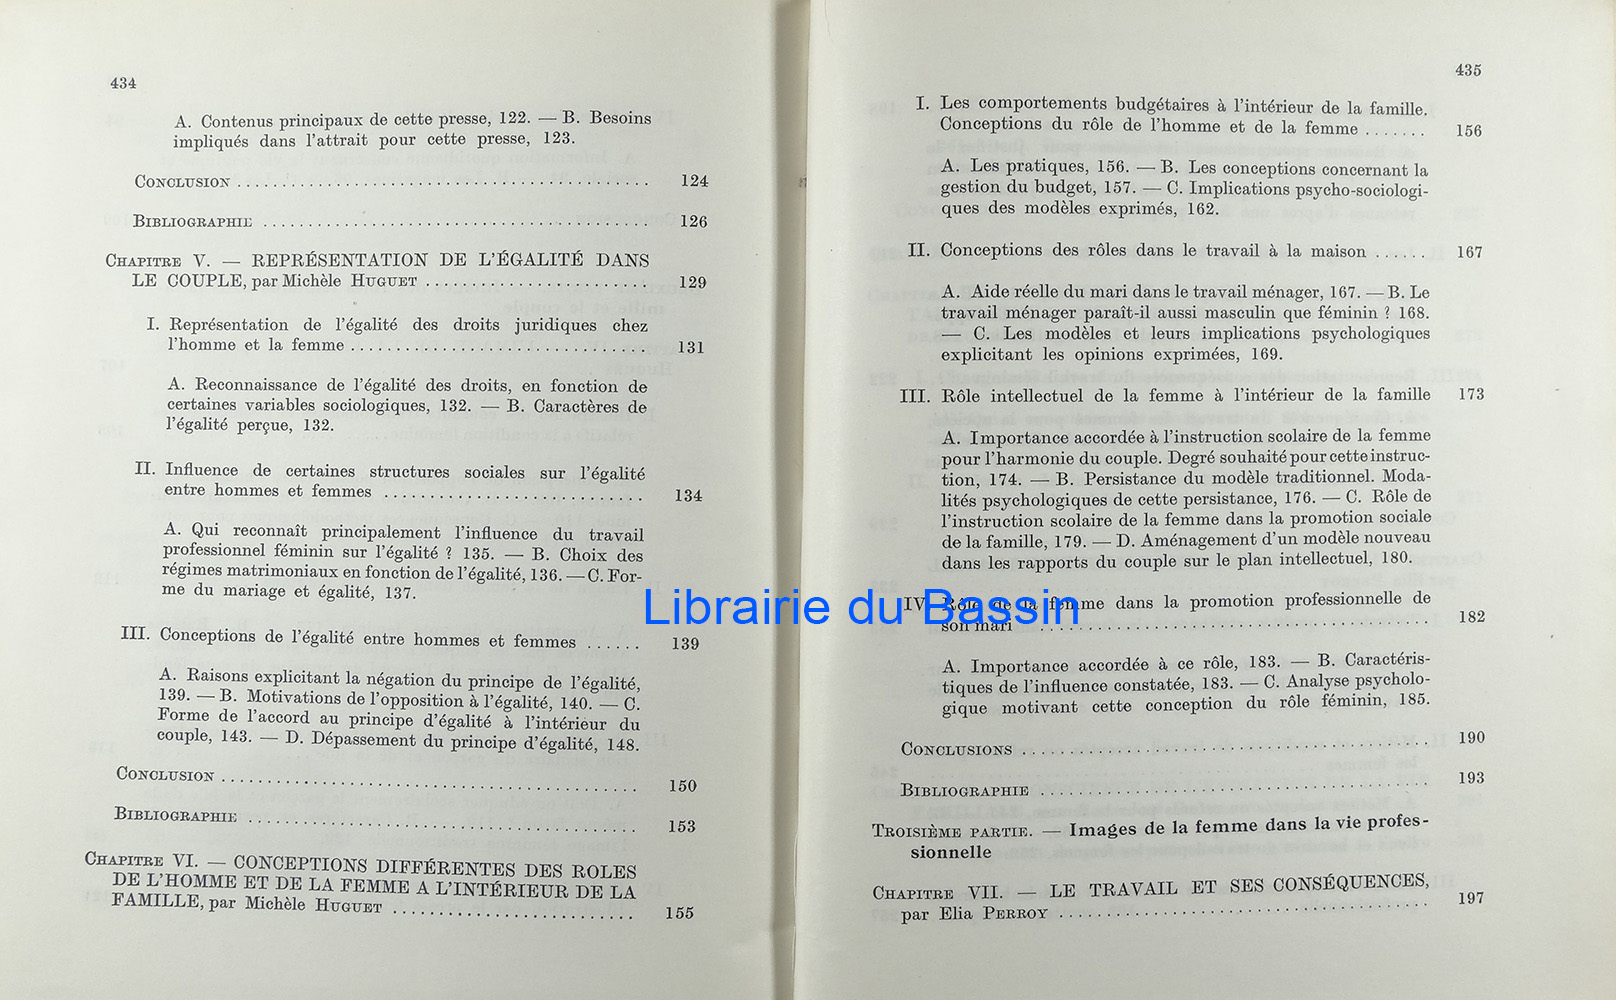 434
A. Contenus principaux de cette presse, 122. — B. Besoins
impliqués dans l'attrait pour cette presse, 123.
CONCLUSION ........................................ 124
BIBLIOGRAPHIE ........................................ 126
CHAPITRE V. — REPRÉSENTATION DE L'ÉGALITÉ DANS
LE COUPLE, par Michèle HUGUET ........................ 129
I. Représentation de l'égalité des droits juridiques chez
l'homme et la femme ................................ 131
A. Reconnaissance de l'égalité des droits, en fonction de
certaines variables sociologiques, 132. — B. Caractères de
l'égalité perçue, 132.
II. Influence de certaines structures sociales sur l'égalité
entre hommes et femmes ............................ 134
A. Qui reconnaît principalement l'influence du travail
professionnel féminin sur l'égalité ? 135. — B. Choix des
régimes matrimoniaux en fonction de l'égalité, 136. — C. For-
me du mariage et égalité, 137.
III. Conceptions de l'égalité entre hommes et femmes ...... 139
A. Raisons explicitant la négation du principe de l'égalité,
139. — B. Motivations de l'opposition à l'égalité, 140. — C.
Forme de l'accord au principe d'égalité à l'intérieur du
couple, 143. — D. Dépassement du principe d'égalité, 148.
CONCLUSION ........................................ 150
BIBLIOGRAPHIE ........................................ 153
CHAPITRE VI. — CONCEPTIONS DIFFÉRENTES DES ROLES
DE L'HOMME ET DE LA FEMME A L'INTÉRIEUR DE LA
FAMILLE, par Michèle HUGUET .......................... 155
435
I. Les comportements budgétaires à l'intérieur de la famille.
Conceptions du rôle de l'homme et de la femme ....... 156
A. Les pratiques, 156. — B. Les conceptions concernant la
gestion du budget, 157. — C. Implications psycho-sociologi-
ques des modèles exprimés, 162.
II. Conceptions des rôles dans le travail à la maison ...... 167
A. Aide réelle du mari dans le travail ménager, 167. — B. Le
travail ménager paraît-il aussi masculin que féminin ? 168.
— C. Les modèles et leurs implications psychologiques
explicitant les opinions exprimées, 169.
III. Rôle intellectuel de la femme à l'intérieur de la famille 173
A. Importance accordée à l'instruction scolaire de la femme
pour l'harmonie du couple. Degré souhaité pour cette instruc-
tion, 174. — B. Persistance du modèle traditionnel. Moda-
lités psychologiques de cette persistance, 176. — C. Rôle de
l'instruction scolaire de la femme dans la promotion sociale
de la famille, 179. — D. Aménagement d'un modèle nouveau
dans les rapports du couple sur le plan intellectuel, 180.
Librairie du Bassin
IV. Rôle de la femme dans la promotion professionnelle de
son mari ........................................ 182
A. Importance accordée à ce rôle, 183. — B. Caractéris-
tiques de l'influence constatée, 183. — C. Analyse psycholo-
gique motivant cette conception du rôle féminin, 185.
CONCLUSIONS ........................................ 190
BIBLIOGRAPHIE ........................................ 193
TROISIÈME PARTIE. — Images de la femme dans la vie profes-
sionnelle
CHAPITRE VII. — LE TRAVAIL ET SES CONSÉQUENCES,
par Elia PERROY ...................................... 197